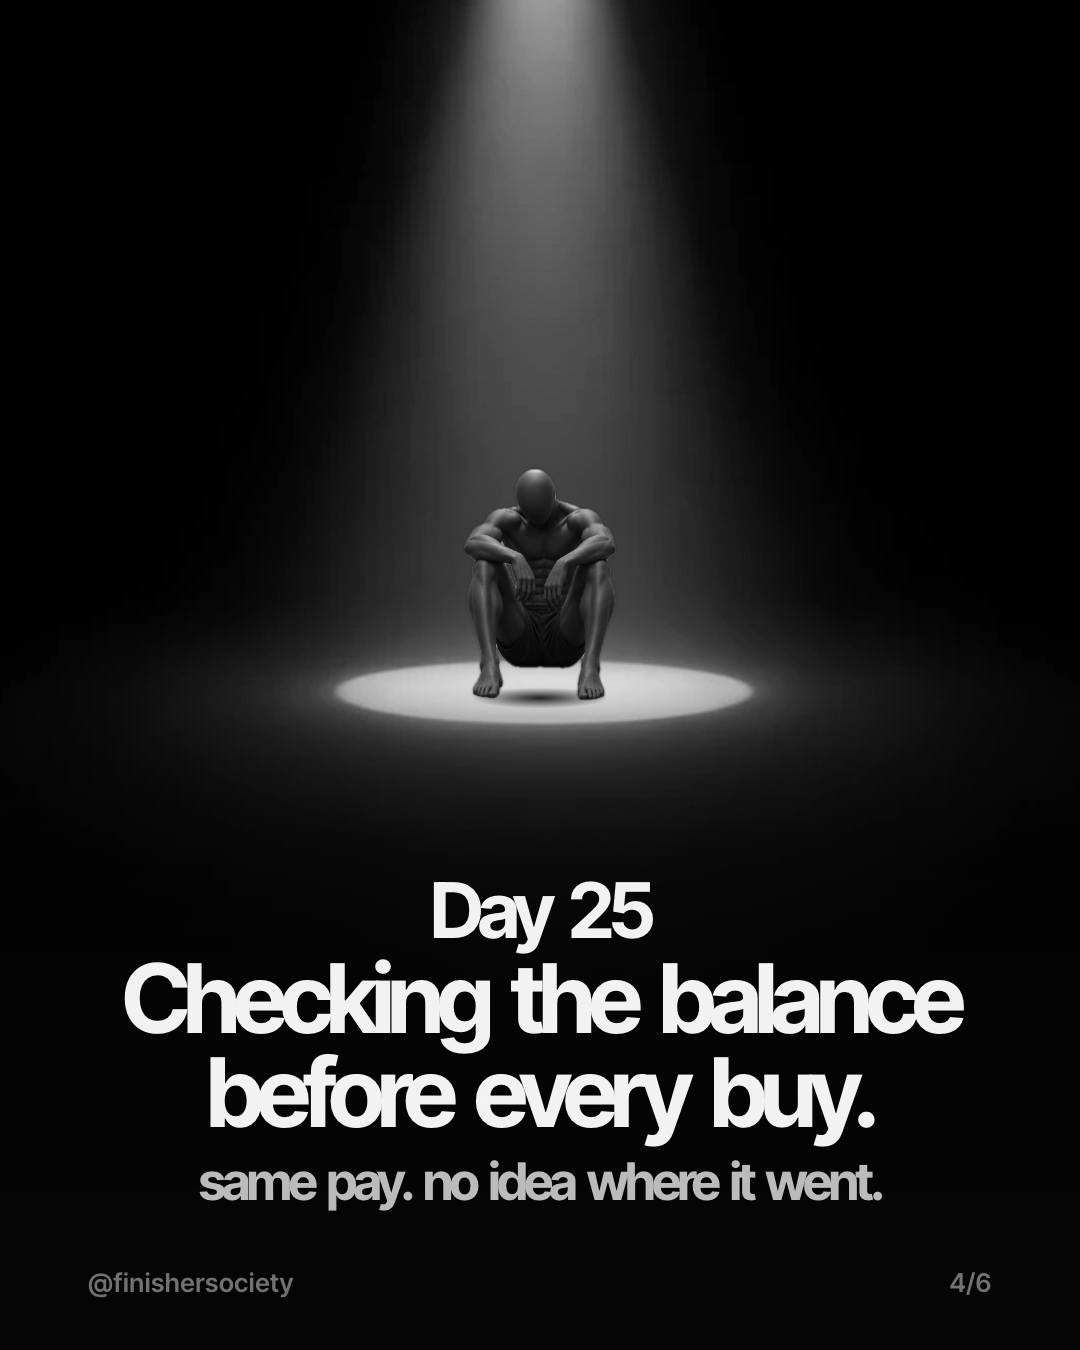 Day 25
Checking the balance
before every buy.
same pay. no idea where it went.
@finishersociety
4/6